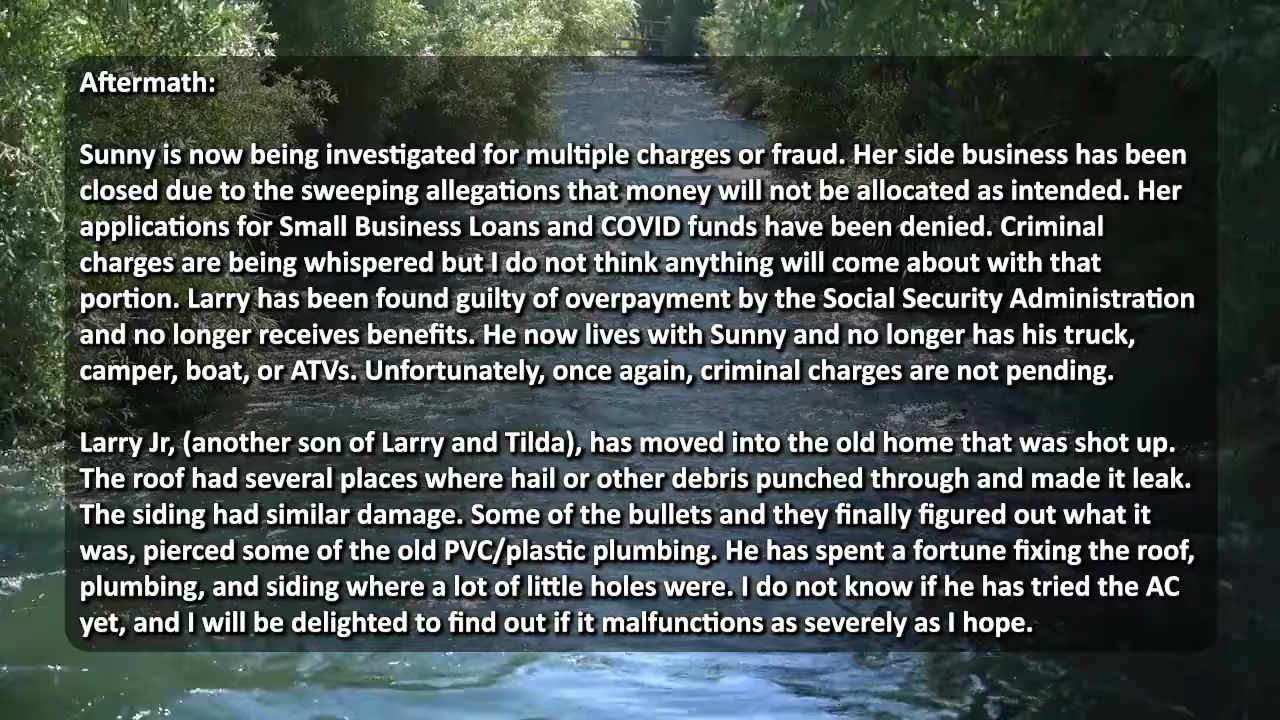 Aftermath:
Sunny is now being investigated for multiple charges or fraud. Her side business has been
closed due to the sweeping allegations that money will not be allocated as intended. Her
applications for Small Business Loans and COVID funds have been denied. Criminal
charges are being whispered but I do not think anything will come about with that
portion. Larry has been found guilty of overpayment by the Social Security Administration
and no longer receives benefits. He now lives with Sunny and no longer has his truck,
camper, boat, or ATVs. Unfortunately, once again, criminal charges are not pending.
Larry Jr, (another son of Larry and Tilda), has moved into the old home that was shot up.
The roof had several places where hail or other debris punched through and made it leak.
The siding had similar damage. Some of the bullets and they finally figured out what it
was, pierced some of the old PVC/plastic plumbing. He has spent a fortune fixing the roof,
plumbing, and siding where a lot of little holes were. I do not know if he has tried the AC
yet, and I will be delighted to find out if it malfunctions as severely as I hope.